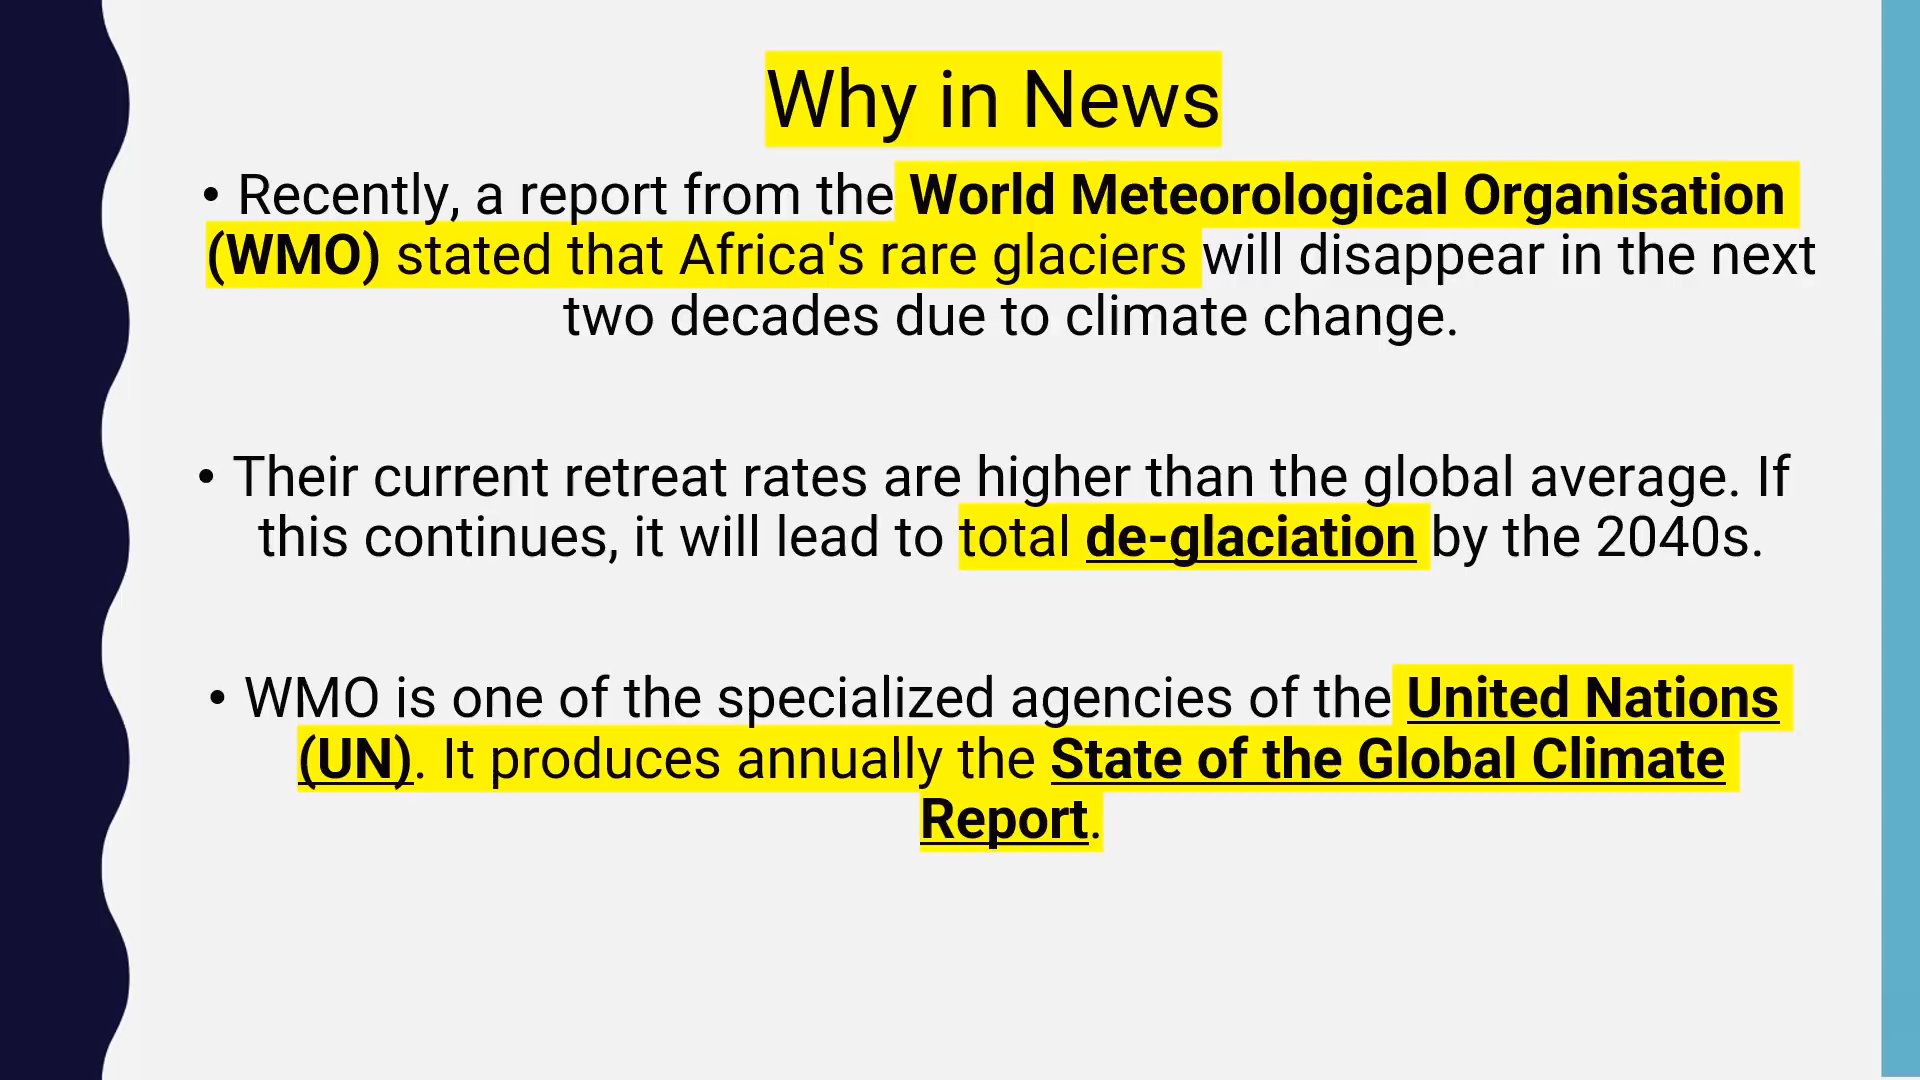 Why in News
• Recently, a report from the World Meteorological Organisation
(WMO) stated that Africa's rare glaciers will disappear in the next
two decades due to climate change.
• Their current retreat rates are higher than the global average. If
this continues, it will lead to total de-glaciation by the 2040s.
• WMO is one of the specialized agencies of the United Nations
(UN). It produces annually the State of the Global Climate
Report.